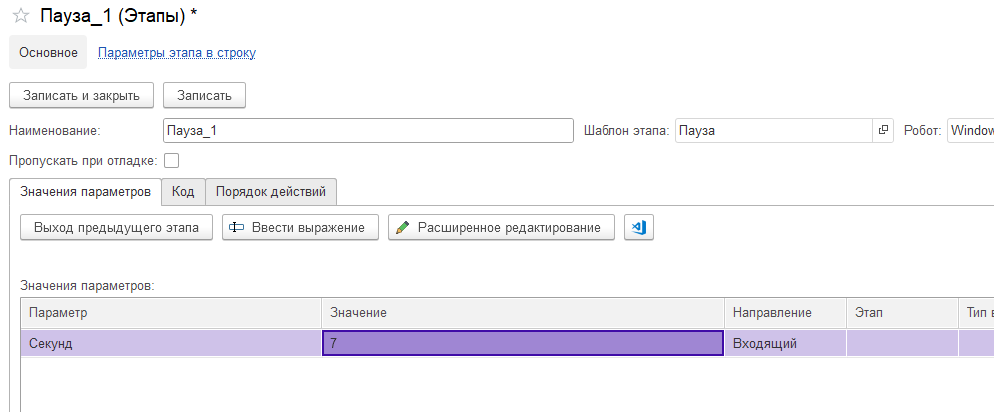 Пауза_1 (Этапы) *
Основное Параметры этапа в строку
Записать и закрыть Записать
Наименование: Пауза_1 Шаблон этапа: Пауза Робот: Window
Пропускать при отладке:
Значения параметров Код Порядок действий
Выход предыдущего этапа Ввести выражение Расширенное редактирование
Значения параметров:
Параметр Значение Направление Этап Тип в
Секунд 7 Входящий